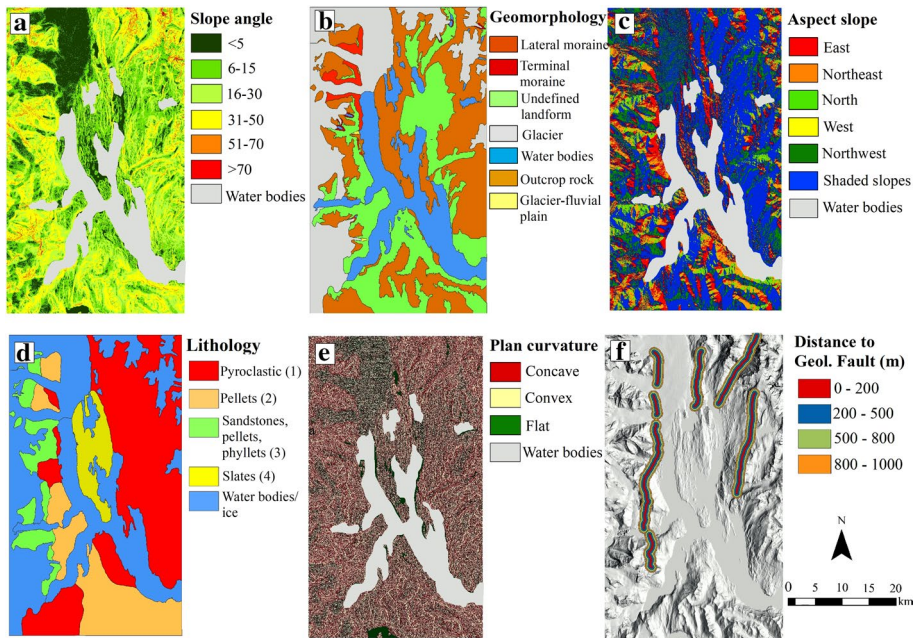 a
Slope angle
<5
6-15
16-30
31-50
51-70
>70
Water bodies
b
Geomorphology
Lateral moraine
Terminal
moraine
Undefined
landform
Glacier
Water bodies
Outcrop rock
Glacier-fluvial
plain
c
Aspect slope
East
Northeast
North
West
Northwest
Shaded slopes
Water bodies
d
Lithology
Pyroclastic (1)
Pellets (2)
Sandstones,
pellets,
phyllets (3)
Slates (4)
Water bodies/
ice
e
Plan curvature
Concave
Convex
Flat
Water bodies
f
Distance to
Geol. Fault (m)
0 - 200
200 - 500
500 - 800
800 - 1000
N
0 5 10 15 20
km